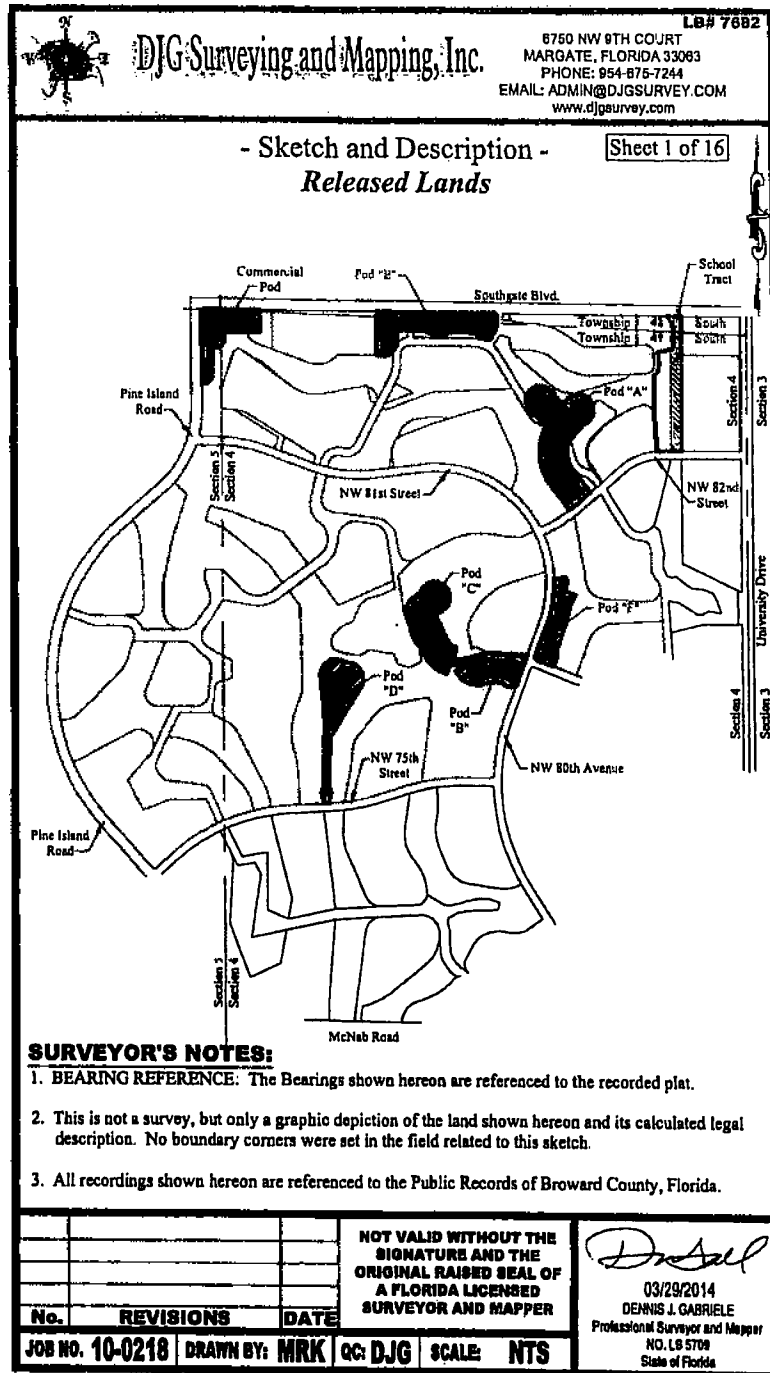 LB# 7682
DJG Surveying and Mapping, Inc.
6750 NW 9TH COURT
MARGATE, FLORIDA 33063
PHONE: 954-875-7244
EMAIL: ADMIN@DJGSURVEY.COM
www.djgsurvey.com
N
S
- Sketch and Description -
Sheet 1 of 16
Released Lands
Commercial
Pod
Southgate Blvd.
School
Tract
Township
South
Township
South
Pine Island
Road
Pod "A"
Section 4
Section 3
Section 5
Section 4
NW 81st Street
NW 82nd
Street
Pod
"C"
Pod "F"
University Drive
Pod
"D"
Pod
"B"
NW 75th
Street
NW 80th Avenue
Section 4
Section 3
Pine Island
Road
Section 5
Section 4
McNab Road
SURVEYOR'S NOTES:
1. BEARING REFERENCE: The Bearings shown hereon are referenced to the recorded plat.
2. This is not a survey, but only a graphic depiction of the land shown hereon and its calculated legal
description. No boundary corners were set in the field related to this sketch.
3. All recordings shown hereon are referenced to the Public Records of Broward County, Florida.
No. REVISIONS DATE
NOT VALID WITHOUT THE
SIGNATURE AND THE
ORIGINAL RAISED SEAL OF
A FLORIDA LICENSED
SURVEYOR AND MAPPER
03/29/2014
DENNIS J. GABRIELE
Professional Surveyor and Mapper
NO. LS 5709
State of Florida
JOB NO. 10-0218 DRAWN BY: MRK QC: DJG SCALE: NTS